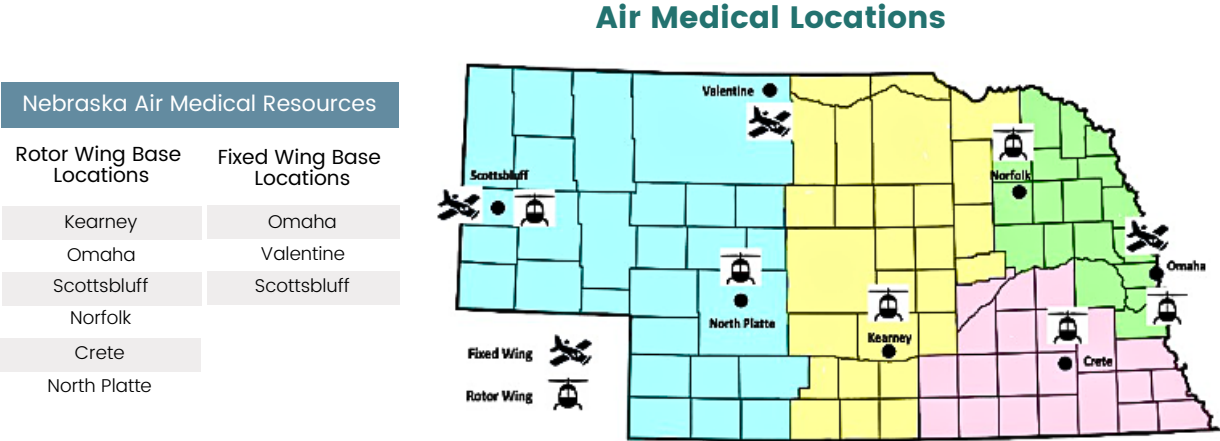 Air Medical Locations
Nebraska Air Medical Resources
Rotor Wing Base
Locations
Fixed Wing Base
Locations
Kearney
Omaha
Omaha
Valentine
Scottsbluff
Scottsbluff
Norfolk
Crete
North Platte
Valentine
Scottsbluff
Norfolk
Omaha
North Platte
Kearney
Crete
Fixed Wing
Rotor Wing